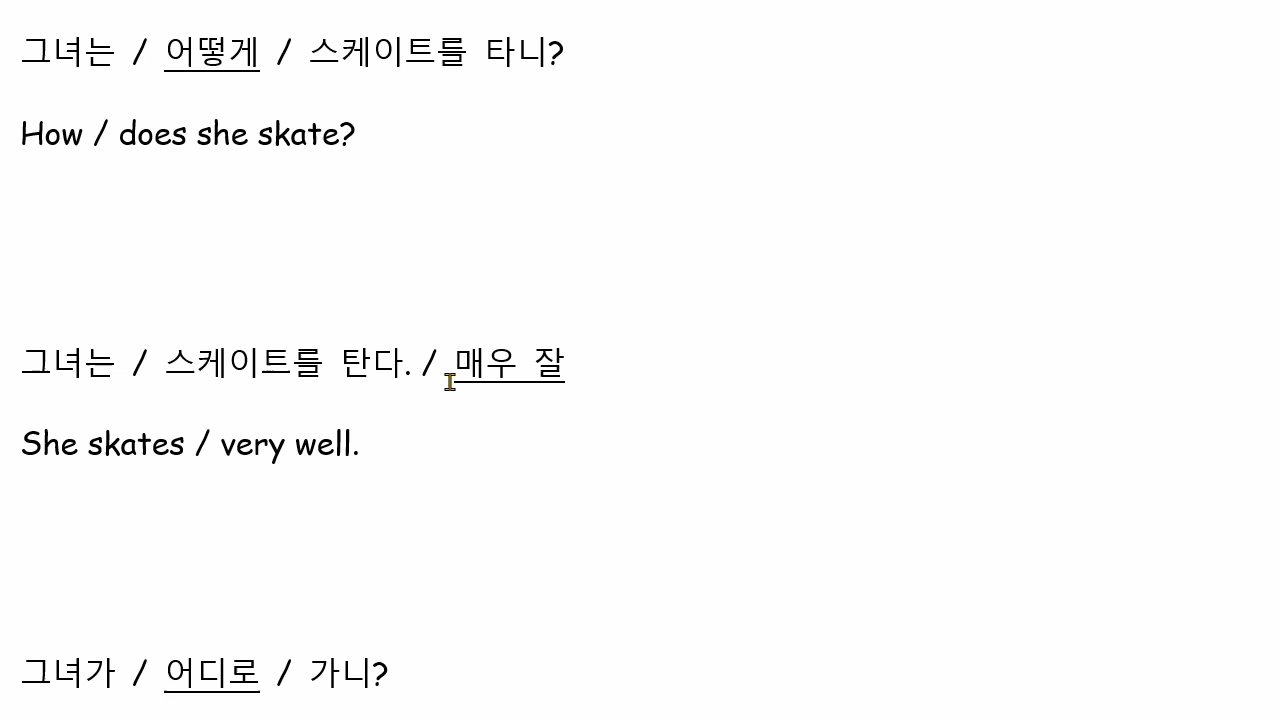 그녀는 / 어떻게 / 스케이트를 타니?
How / does she skate?
그녀는 / 스케이트를 탄다. / 매우 잘
She skates / very well.
그녀가 / 어디로 / 가니?